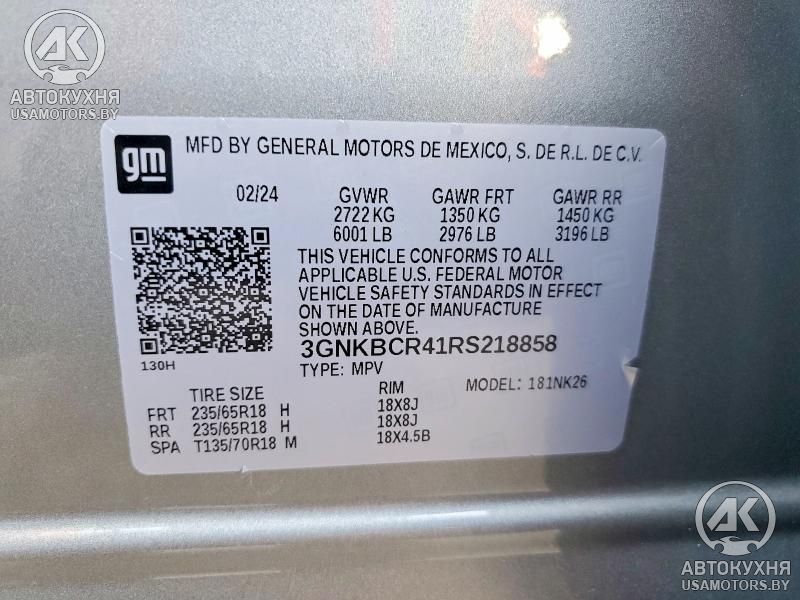 AK
АВТОКУХНЯ
USAMOTORS.BY
gm
MFD BY GENERAL MOTORS DE MEXICO, S. DE R.L. DE C.V.
02/24 GVWR GAWR FRT GAWR RR
2722 KG 1350 KG 1450 KG
6001 LB 2976 LB 3196 LB
THIS VEHICLE CONFORMS TO ALL
APPLICABLE U.S. FEDERAL MOTOR
VEHICLE SAFETY STANDARDS IN EFFECT
ON THE DATE OF MANUFACTURE
SHOWN ABOVE
3GNKBCR41RS218858
130H
TYPE: MPV
MODEL: 181NK26
TIRE SIZE RIM
FRT 235/65R18 H 18X8J
RR 235/65R18 H 18X8J
SPA T135/70R18 M 18X4.5B
AK
АВТОКУХНЯ
USAMOTORS.BY